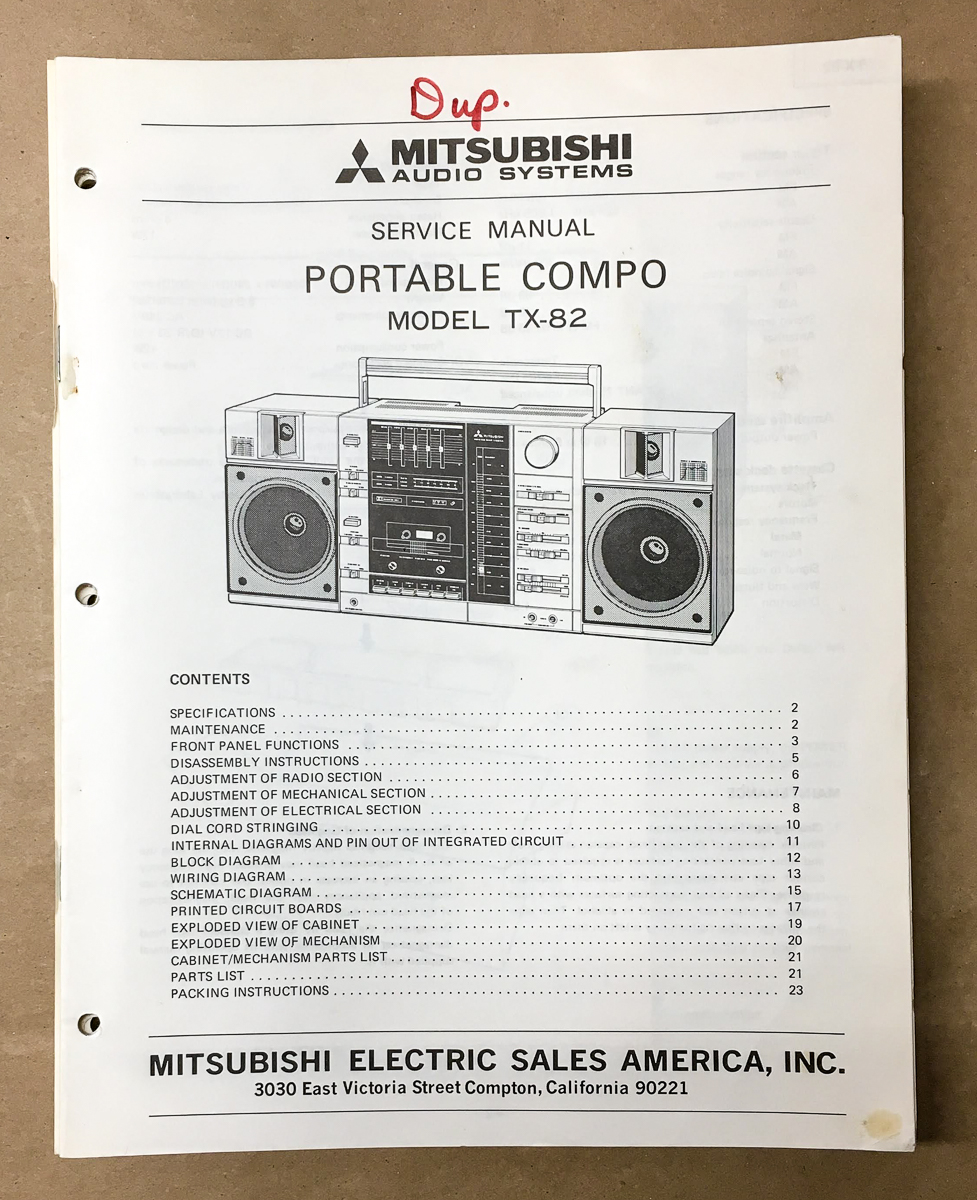 Dup.
MITSUBISHI
AUDIO SYSTEMS
SERVICE MANUAL
PORTABLE COMPO
MODEL TX-82
MITSUBISHI
CONTENTS
SPECIFICATIONS . . . . . . . . . . . . . . . . . . . . 2
MAINTENANCE . . . . . . . . . . . . . . . . . . . . 2
FRONT PANEL FUNCTIONS . . . . . . . . . . . . . . . . . . . . 3
DISASSEMBLY INSTRUCTIONS . . . . . . . . . . . . . . . . . . . . 5
ADJUSTMENT OF RADIO SECTION . . . . . . . . . . . . . . . . . . . . 6
ADJUSTMENT OF MECHANICAL SECTION . . . . . . . . . . . . . . . . . . . . 7
ADJUSTMENT OF ELECTRICAL SECTION . . . . . . . . . . . . . . . . . . . . 8
DIAL CORD STRINGING . . . . . . . . . . . . . . . . . . . . 10
INTERNAL DIAGRAMS AND PIN OUT OF INTEGRATED CIRCUIT . . . . . . . . . . . . . . . . . . . . 11
BLOCK DIAGRAM . . . . . . . . . . . . . . . . . . . . 12
WIRING DIAGRAM . . . . . . . . . . . . . . . . . . . . 13
SCHEMATIC DIAGRAM . . . . . . . . . . . . . . . . . . . . 15
PRINTED CIRCUIT BOARDS . . . . . . . . . . . . . . . . . . . . 17
EXPLODED VIEW OF CABINET . . . . . . . . . . . . . . . . . . . . 19
EXPLODED VIEW OF MECHANISM . . . . . . . . . . . . . . . . . . . . 20
CABINET/MECHANISM PARTS LIST . . . . . . . . . . . . . . . . . . . . 21
PARTS LIST . . . . . . . . . . . . . . . . . . . . 21
PACKING INSTRUCTIONS . . . . . . . . . . . . . . . . . . . . 23
MITSUBISHI ELECTRIC SALES AMERICA, INC.
3030 East Victoria Street Compton, California 90221